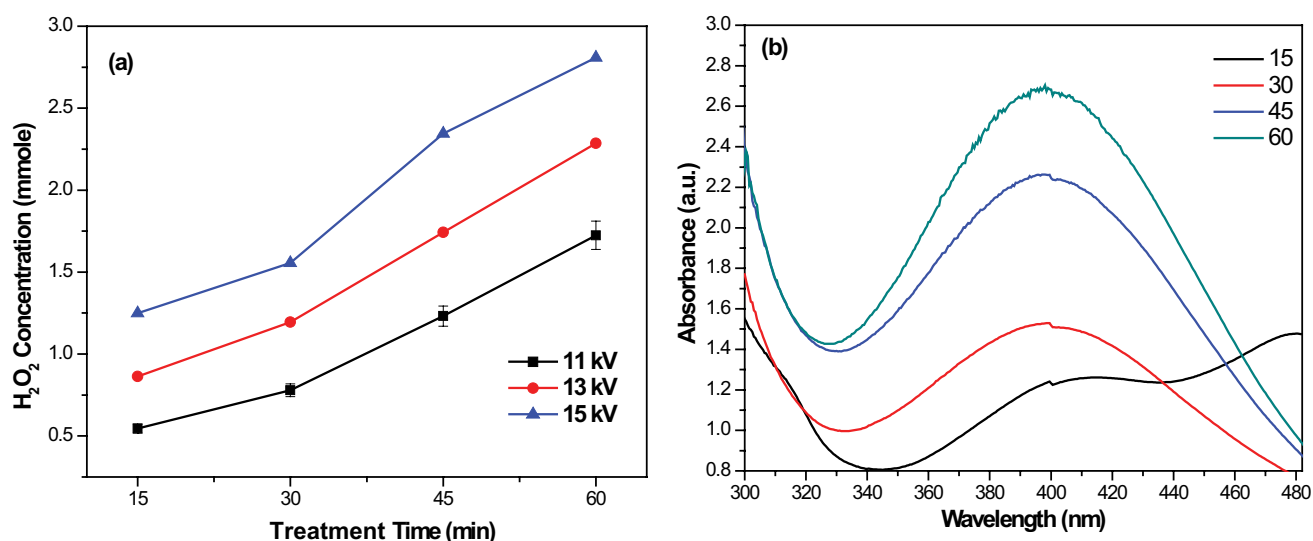 (a)
H₂O₂ Concentration (mmole)
3.0
2.5
2.0
1.5
1.0
0.5
11 kV
13 kV
15 kV
15 30 45 60
Treatment Time (min)
(b)
Absorbance (a.u.)
3.0
2.8
2.6
2.4
2.2
2.0
1.8
1.6
1.4
1.2
1.0
0.8
15
30
45
60
300 320 340 360 380 400 420 440 460 480
Wavelength (nm)